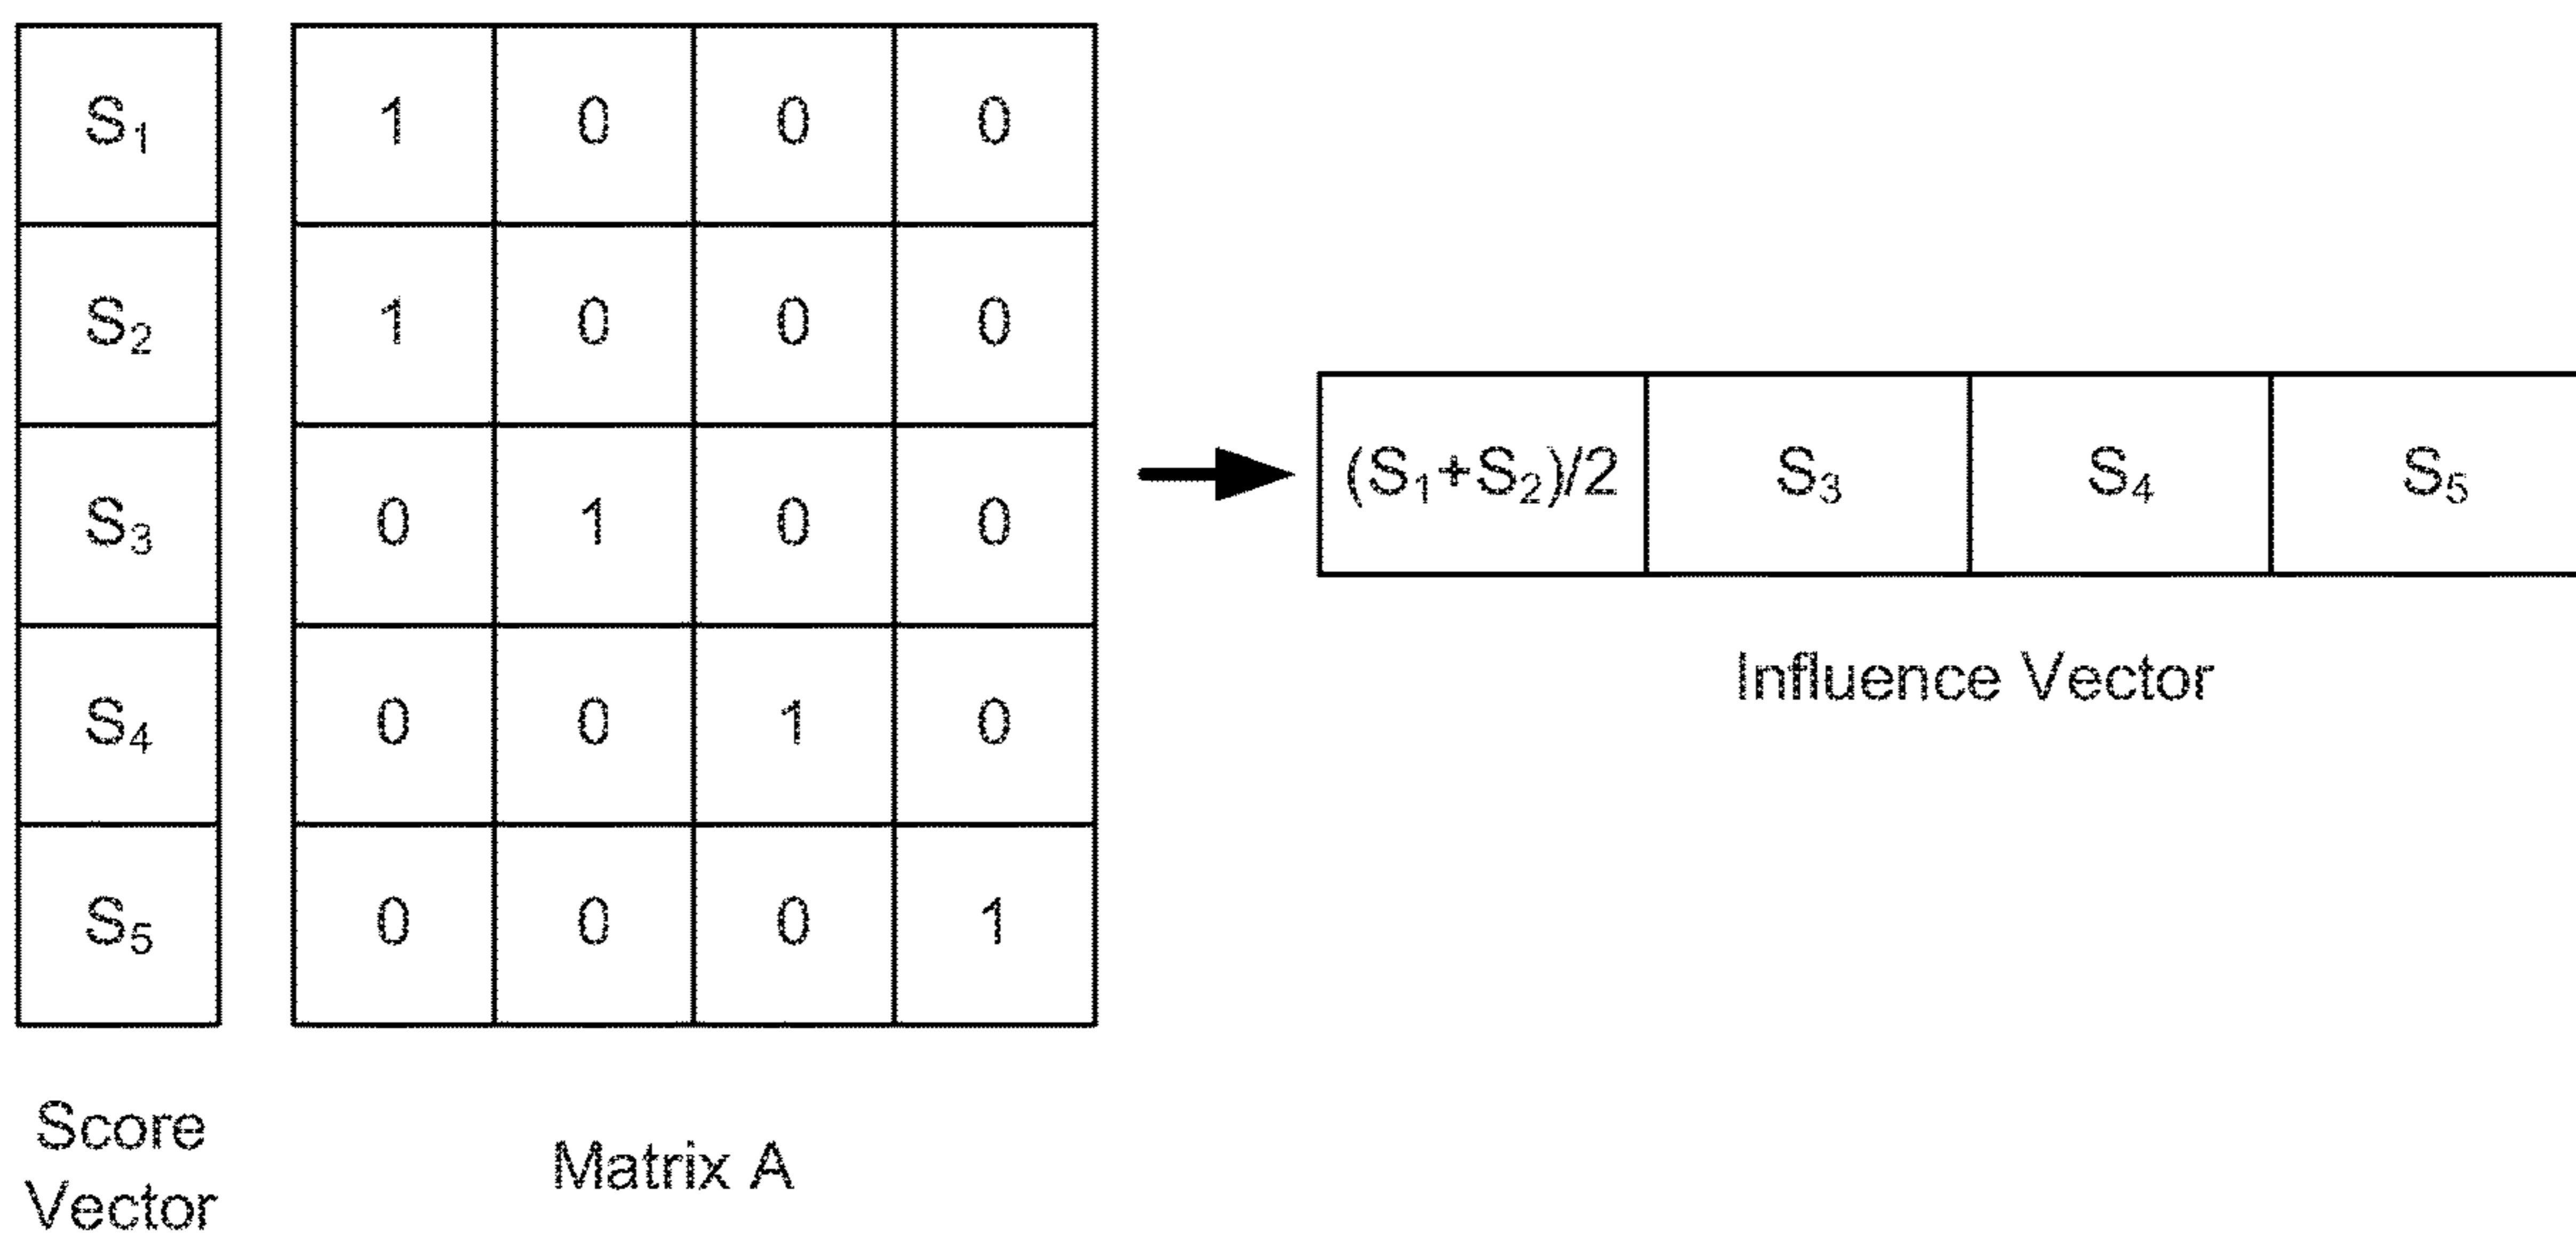 S₁ 1 0 0 0
S₂ 1 0 0 0
S₃ 0 1 0 0
S₄ 0 0 1 0
S₅ 0 0 0 1
(S₁+S₂)/2 S₃ S₄ S₅
Influence Vector
Score
Vector
Matrix A